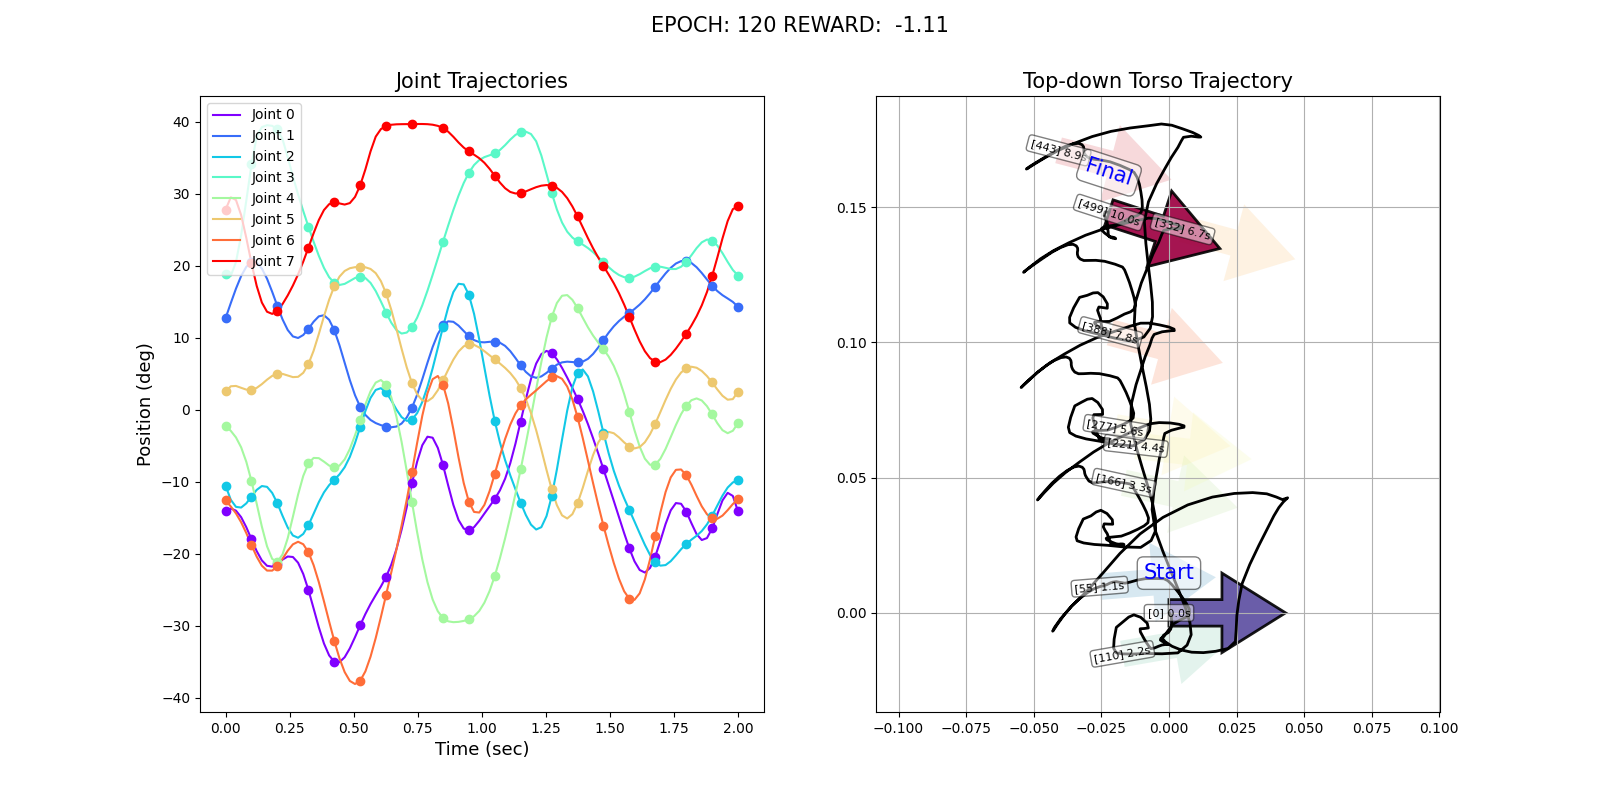 EPOCH: 120 REWARD:  -1.11
Joint Trajectories
Joint 0
Joint 1
Joint 2
Joint 3
Joint 4
Joint 5
Joint 6
Joint 7
Position (deg)
40
30
20
10
0
−10
−20
−30
−40
0.00
0.25
0.50
0.75
1.00
1.25
1.50
1.75
2.00
Time (sec)
Top-down Torso Trajectory
[443] 8.9s
Final
[499] 10.0s
[332] 6.7s
[388] 7.8s
[277] 5.6s
[221] 4.4s
[166] 3.3s
Start
[55] 1.1s
[0] 0.0s
[110] 2.2s
0.15
0.10
0.05
0.00
−0.100
−0.075
−0.050
−0.025
0.000
0.025
0.050
0.075
0.100